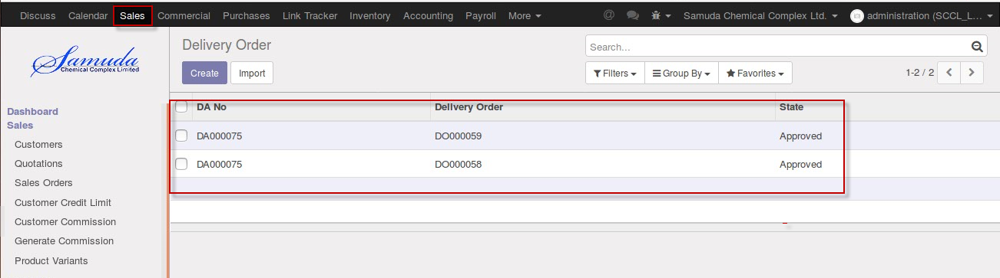 Discuss Calendar Sales Commercial Purchases Link Tracker Inventory Accounting Payroll More @ Samuda Chemical Complex Ltd. administration (SCCL_L...
Samuda
Chemical Complex Limited
Delivery Order
Search...
Create Import
Filters Group By Favorites 1-2 / 2
DA No Delivery Order State
DA000075 DO000059 Approved
DA000075 DO000058 Approved
Dashboard
Sales
Customers
Quotations
Sales Orders
Customer Credit Limit
Customer Commission
Generate Commission
Product Variants